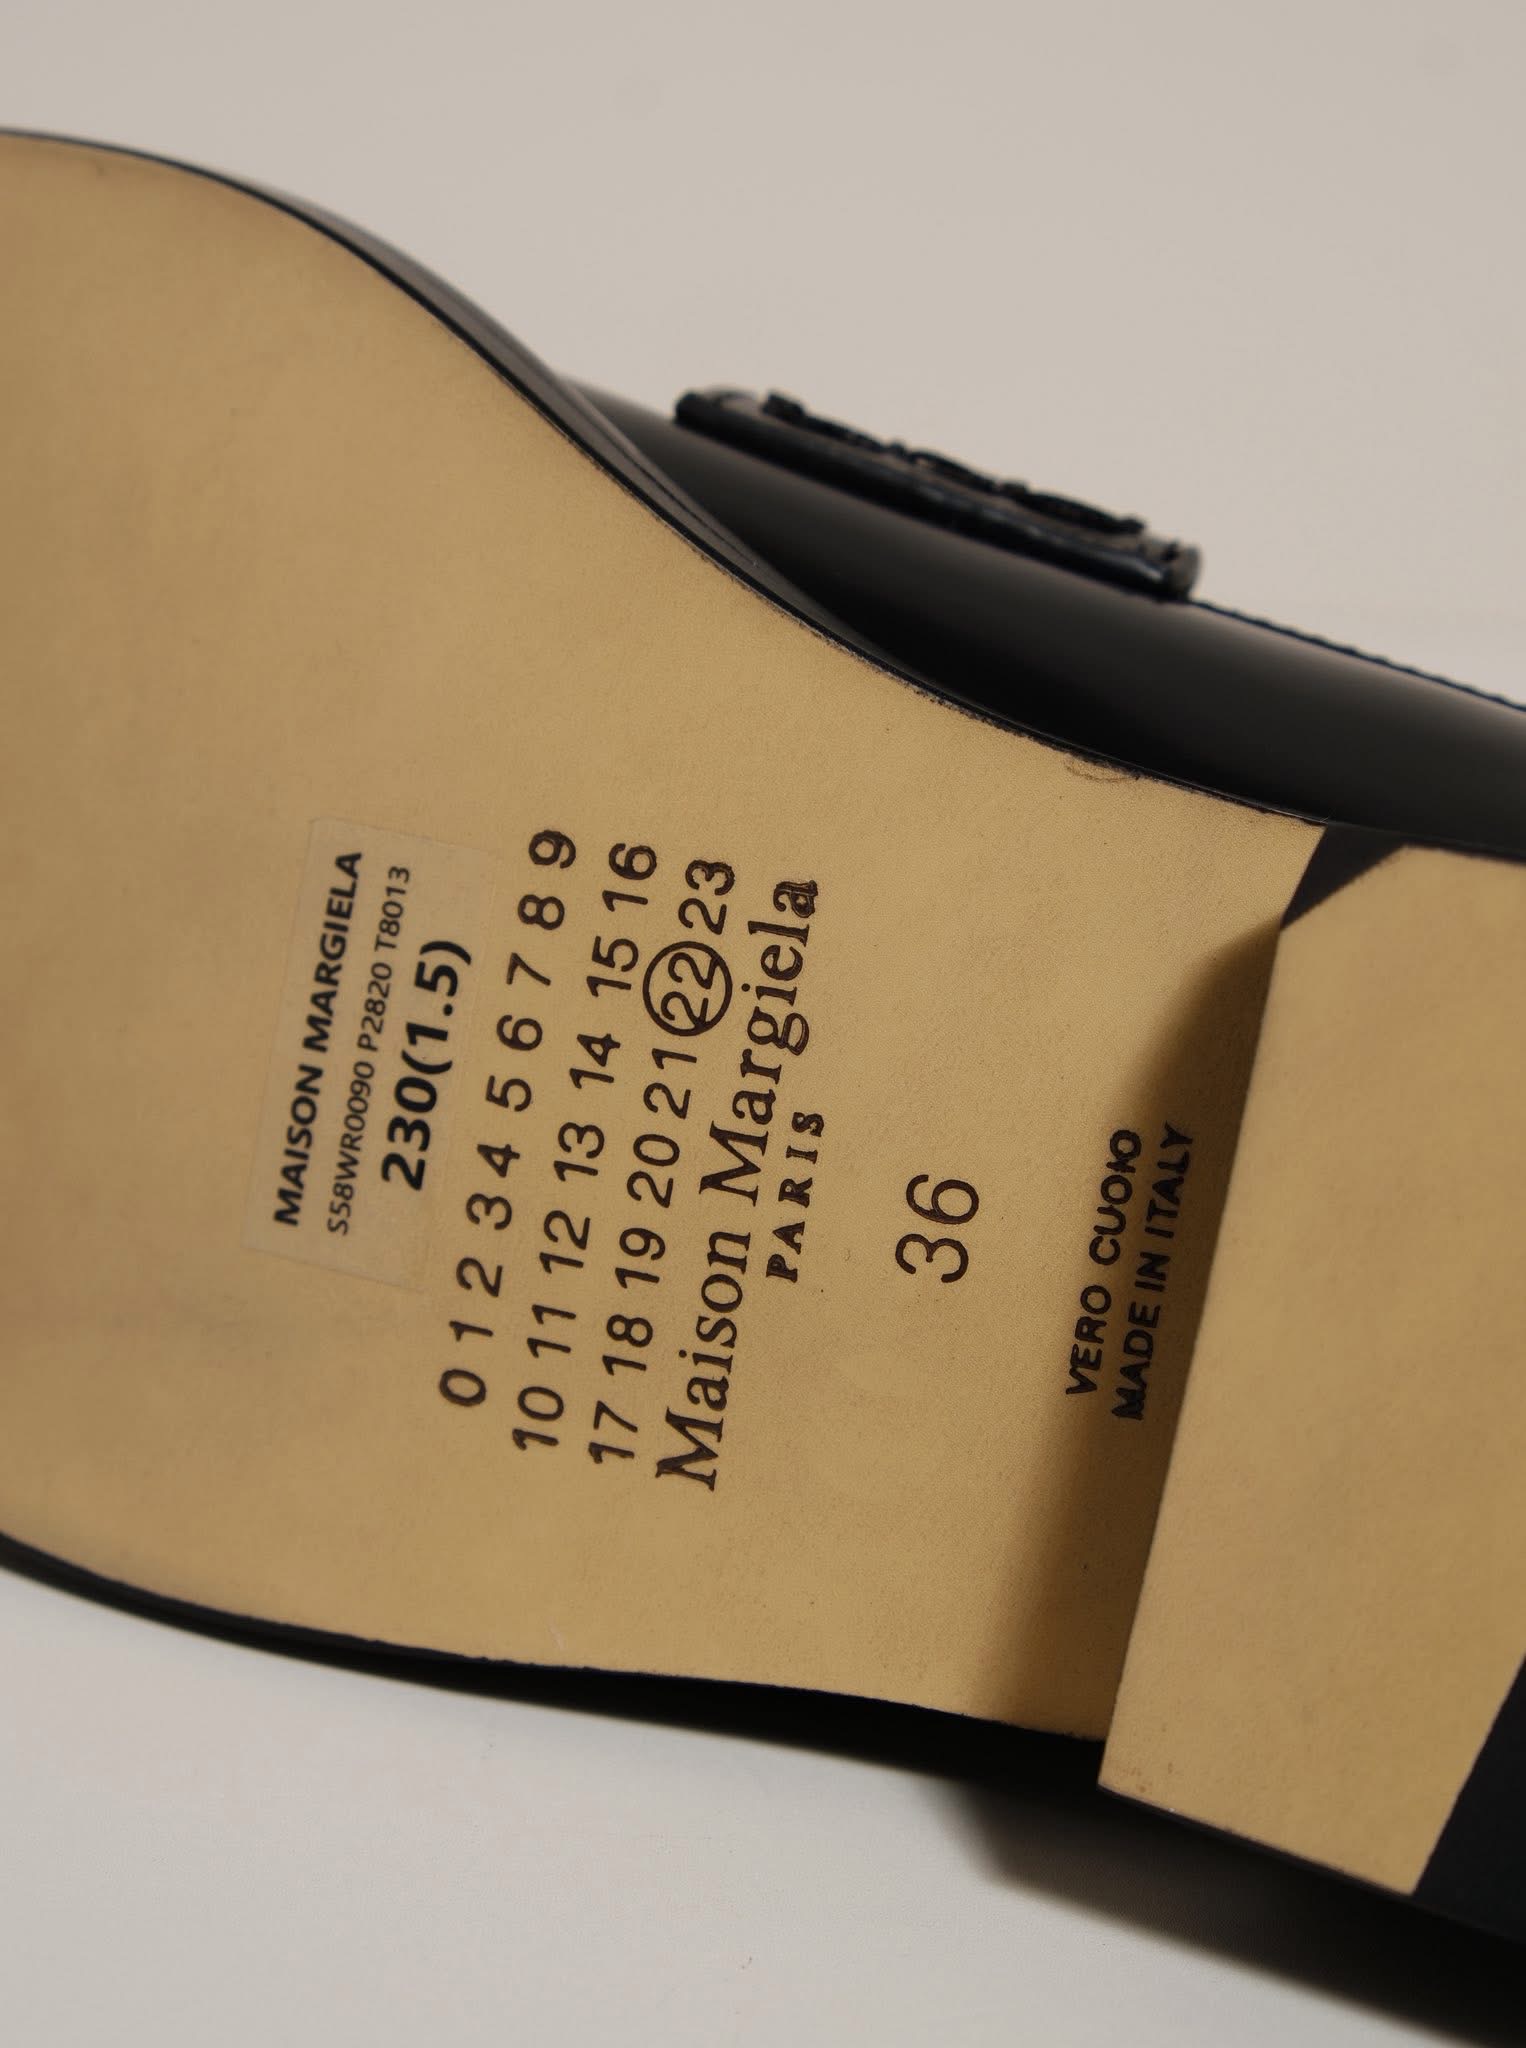 MAISON MARGIELA
S58WR0090 P2820 T8013
230(1.5)
0 1 2 3 4 5 6 7 8 9
10 11 12 13 14 15 16
17 18 19 20 21 22 23
Maison Margiela
PARIS
36
VERO CUOIO
MADE IN ITALY